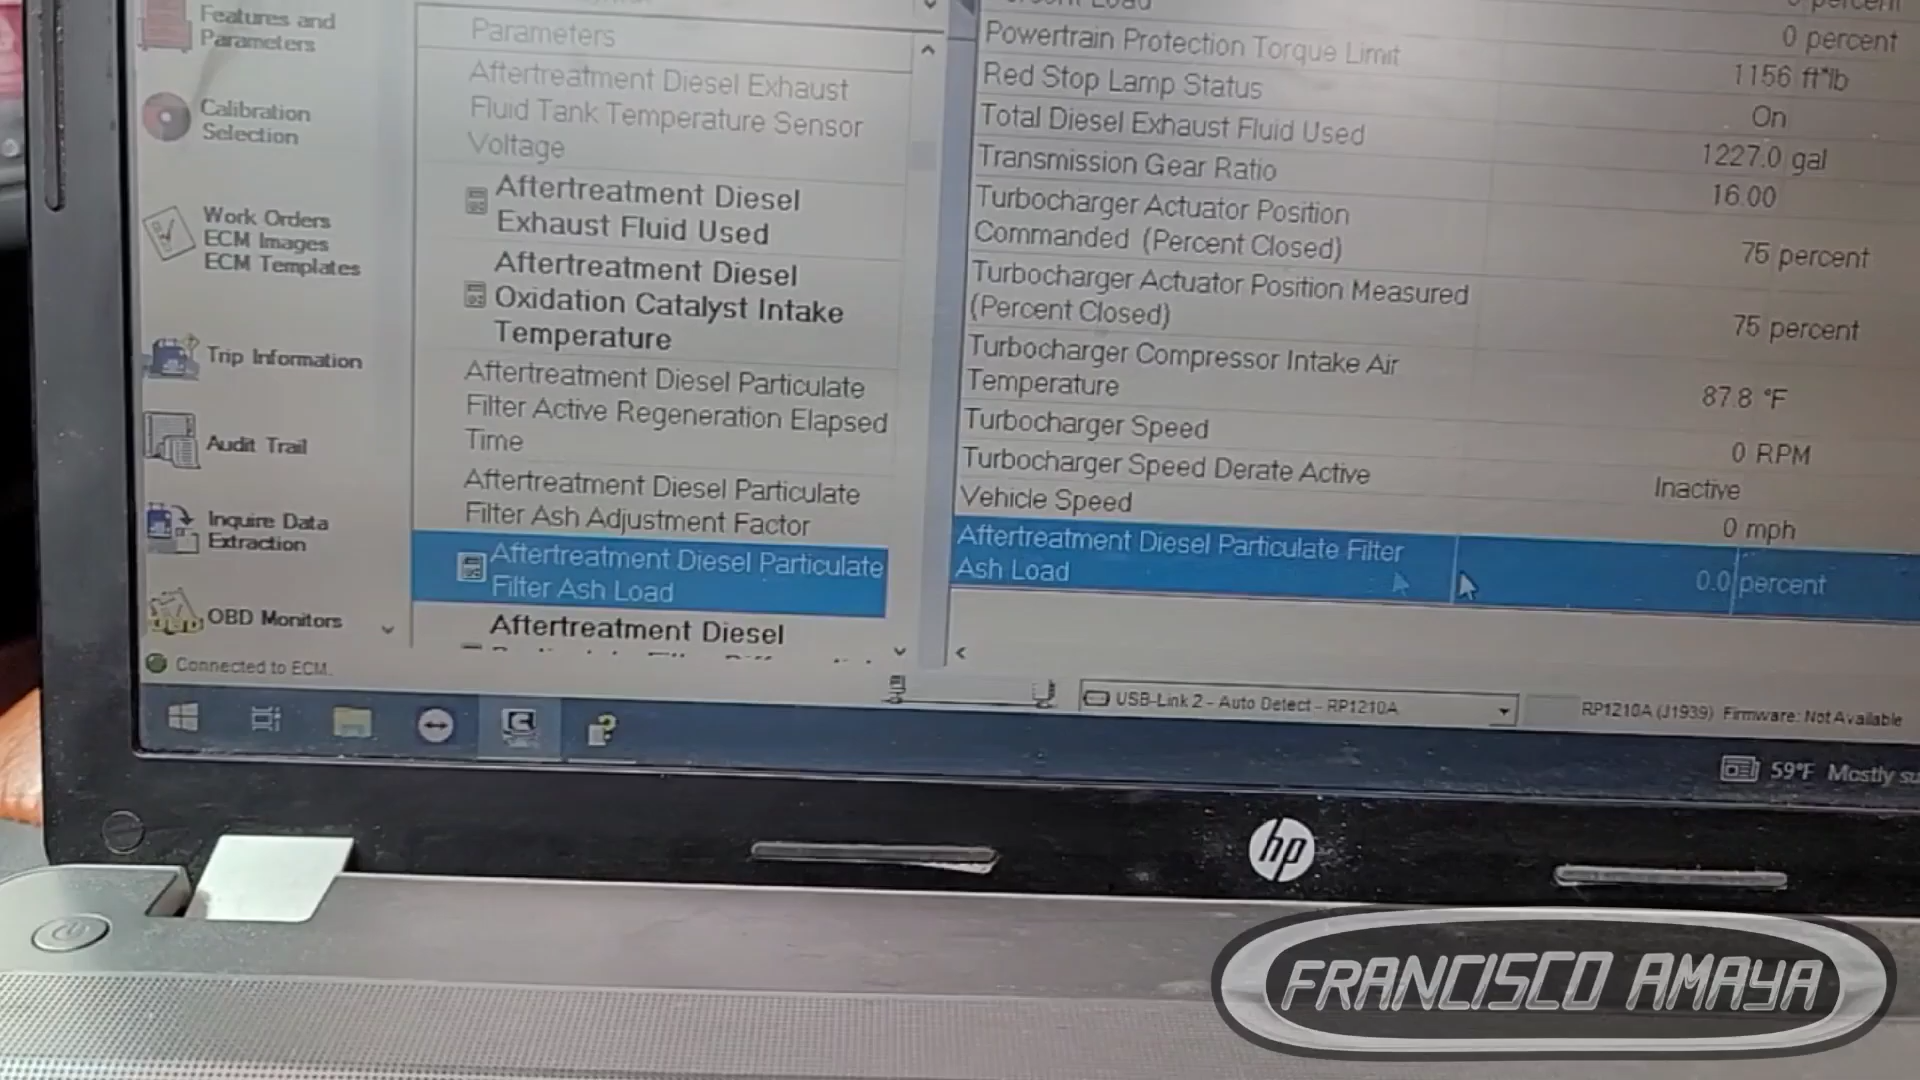 Features and
Parameters
Calibration
Selection
Work Orders
ECM Images
ECM Templates
Trip Information
Audit Trail
Inquire Data
Extraction
OBD Monitors
Connected to ECM.
Parameters
Aftertreatment Diesel Exhaust
Fluid Tank Temperature Sensor
Voltage
Aftertreatment Diesel
Exhaust Fluid Used
Aftertreatment Diesel
Oxidation Catalyst Intake
Temperature
Aftertreatment Diesel Particulate
Filter Active Regeneration Elapsed
Time
Aftertreatment Diesel Particulate
Filter Ash Adjustment Factor
Aftertreatment Diesel Particulate
Filter Ash Load
Aftertreatment Diesel
Percent Load 0 percent
Powertrain Protection Torque Limit 0 percent
Red Stop Lamp Status 1156 ft*lb
Total Diesel Exhaust Fluid Used On
Transmission Gear Ratio 1227.0 gal
Turbocharger Actuator Position 16.00
Commanded (Percent Closed)
75 percent
Turbocharger Actuator Position Measured
(Percent Closed)
75 percent
Turbocharger Compressor Intake Air
Temperature
87.8 °F
Turbocharger Speed
0 RPM
Turbocharger Speed Derate Active
Inactive
Vehicle Speed
0 mph
Aftertreatment Diesel Particulate Filter
Ash Load
0.0 percent
USB-Link 2 - Auto Detect - RP1210A
RP1210A (J1939) Firmware: Not Available
59°F Mostly su
hp
FRANCISCO AMAYA